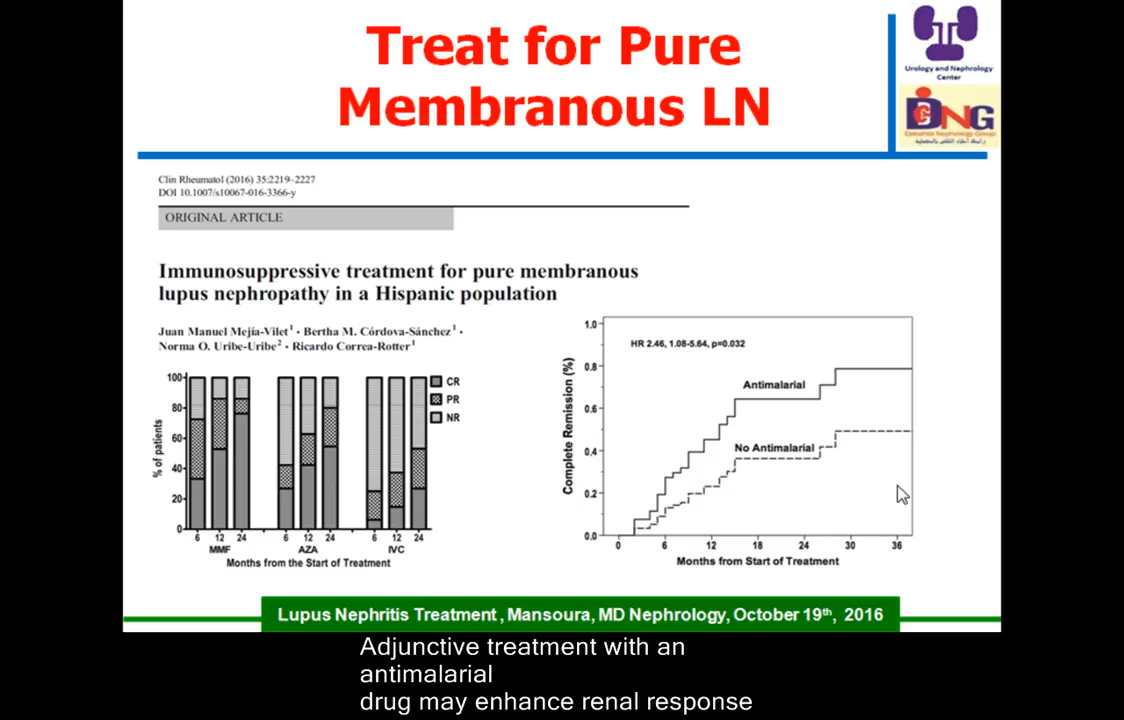 Treat for Pure
Membranous LN
Urology and Nephrology
Center
DNG
Clin Rheumatol (2016) 35:2219–2227
DOI 10.1007/s10067-016-3366-y
ORIGINAL ARTICLE
Immunosuppressive treatment for pure membranous
lupus nephropathy in a Hispanic population
Juan Manuel Mejía-Vilet1 · Bertha M. Córdova-Sánchez1 ·
Norma O. Uribe-Uribe2 · Ricardo Correa-Rotter1
% of patients
100
80
60
40
20
0
6 12 24 6 12 24 6 12 24
MMF AZA IVC
Months from the Start of Treatment
CR
PR
NR
Complete Remission (%)
1.0
0.8
0.6
0.4
0.2
0.0
HR 2.46, 1.08-5.64, p=0.032
Antimalarial
No Antimalarial
0 6 12 18 24 30 36
Months from Start of Treatment
Lupus Nephritis Treatment , Mansoura, MD Nephrology, October 19th, 2016
Adjunctive treatment with an
antimalarial
drug may enhance renal response